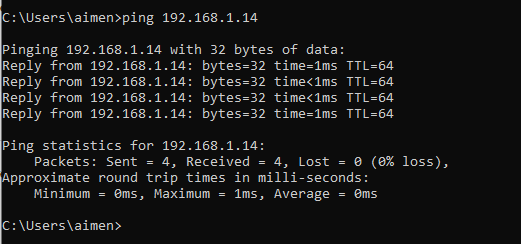 C:\Users\aimen>ping 192.168.1.14
Pinging 192.168.1.14 with 32 bytes of data:
Reply from 192.168.1.14: bytes=32 time=1ms TTL=64
Reply from 192.168.1.14: bytes=32 time<1ms TTL=64
Reply from 192.168.1.14: bytes=32 time<1ms TTL=64
Reply from 192.168.1.14: bytes=32 time<1ms TTL=64
Ping statistics for 192.168.1.14:
    Packets: Sent = 4, Received = 4, Lost = 0 (0% loss),
Approximate round trip times in milli-seconds:
    Minimum = 0ms, Maximum = 1ms, Average = 0ms
C:\Users\aimen>